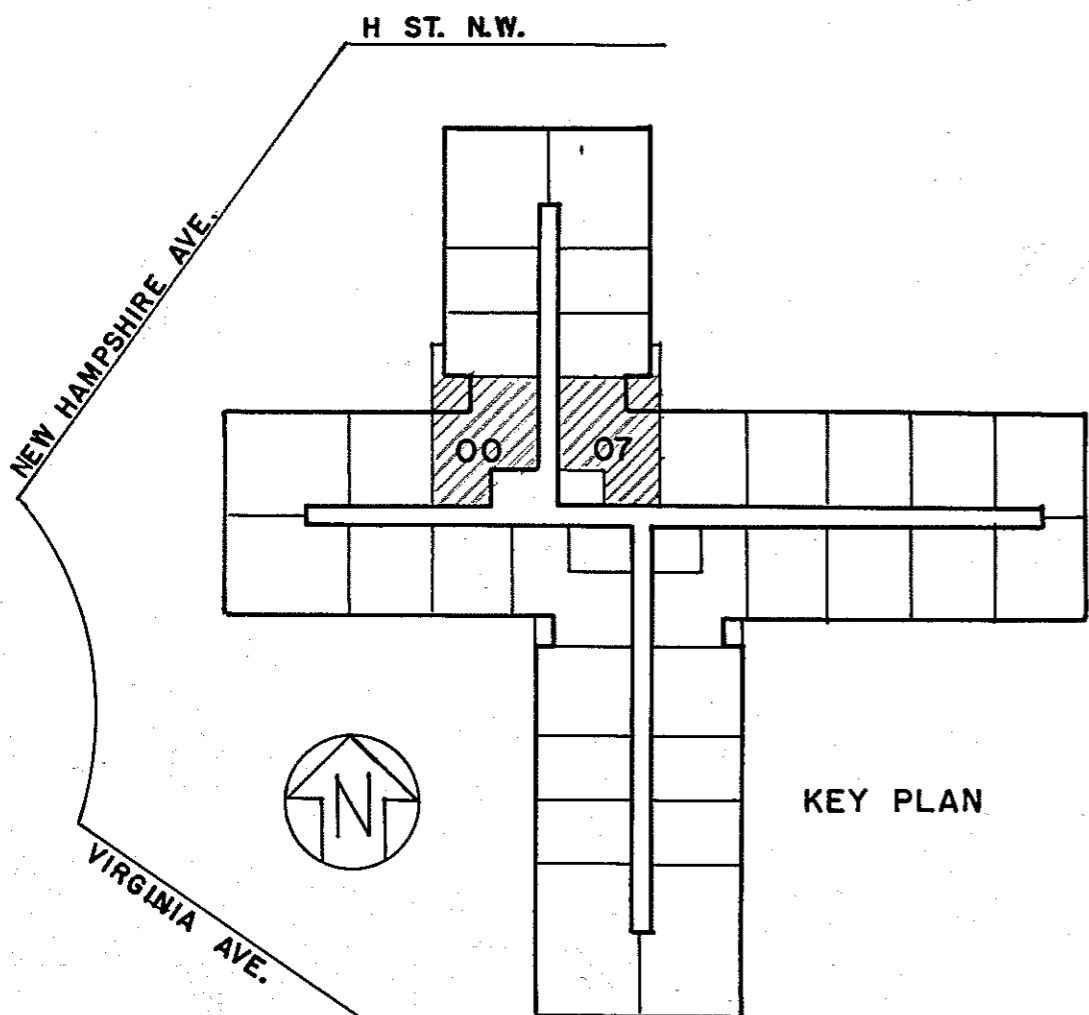 H ST. N.W.
NEW HAMPSHIRE AVE.
00
07
N
KEY PLAN
VIRGINIA AVE.